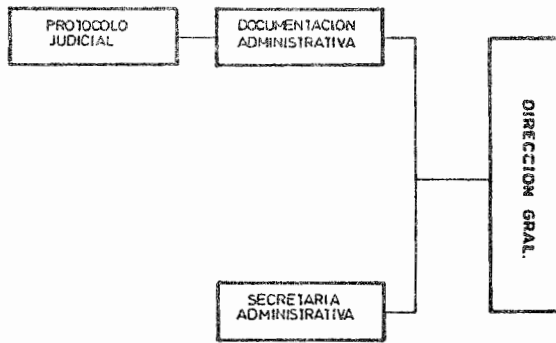 PROTOCOLO
JUDICIAL
DOCUMENTACION
ADMINISTRATIVA
DIRECCION GRAL.
SECRETARIA
ADMINISTRATIVA